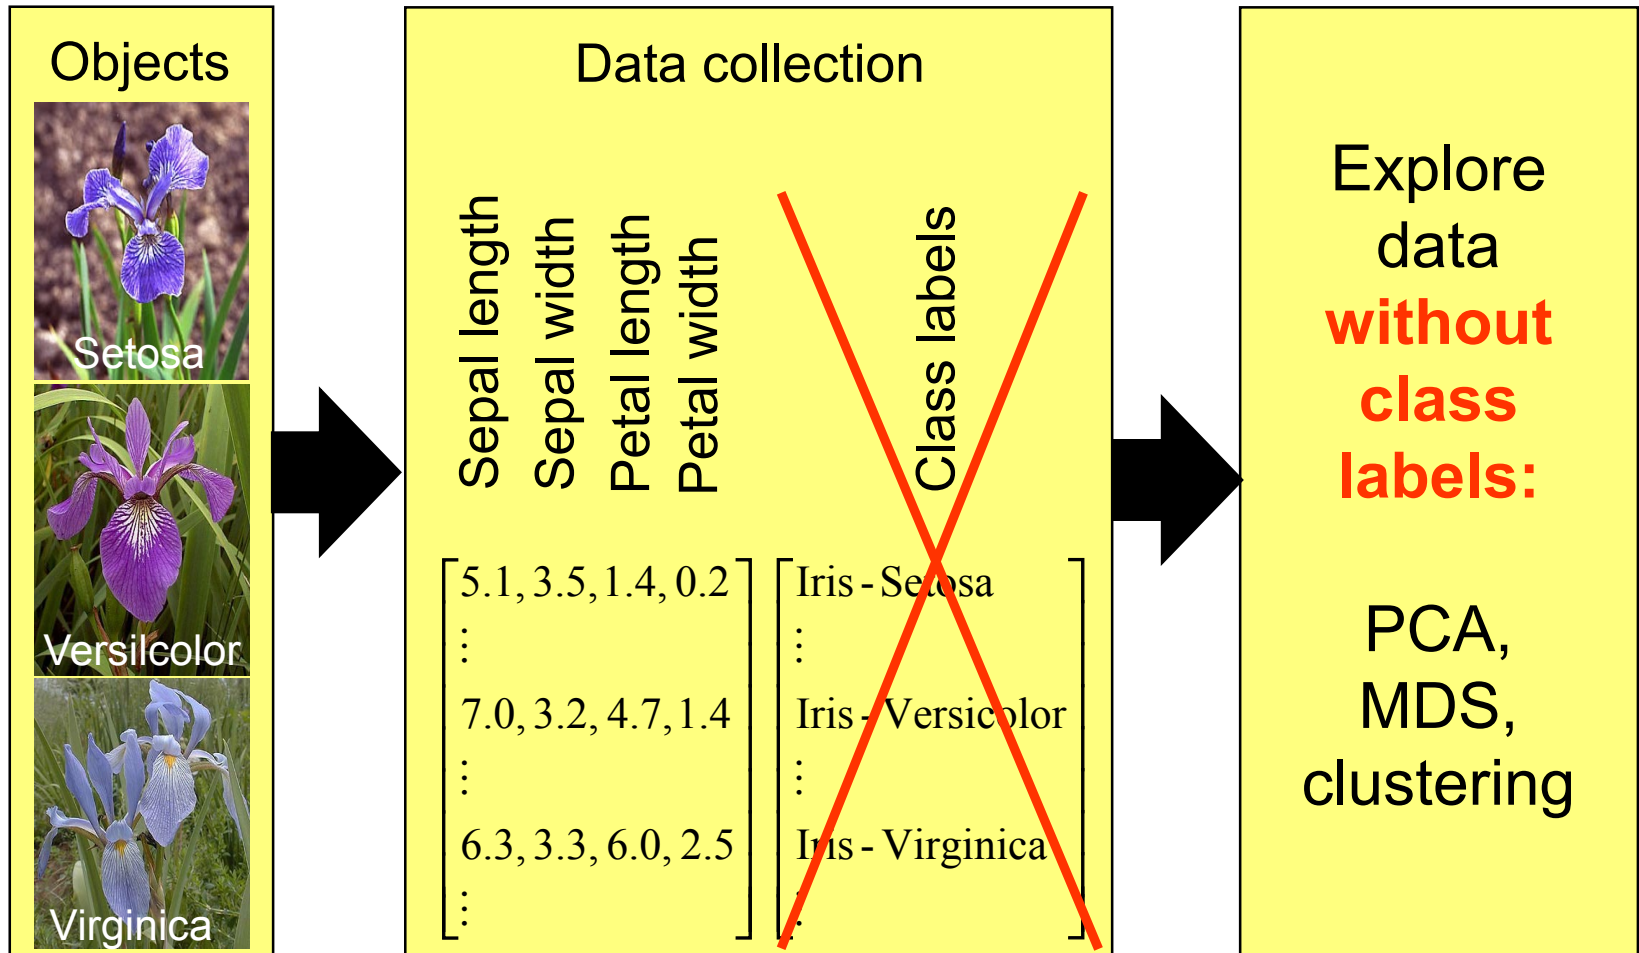 Objects
Setosa
Versilcolor
Virginica
Data collection
Sepal length
Sepal width
Petal length
Petal width
Class labels
5.1, 3.5, 1.4, 0.2
⋮
7.0, 3.2, 4.7, 1.4
⋮
6.3, 3.3, 6.0, 2.5
⋮
Iris - Setosa
⋮
Iris - Versicolor
⋮
Iris - Virginica
⋮
Explore
data
without
class
labels:
PCA,
MDS,
clustering